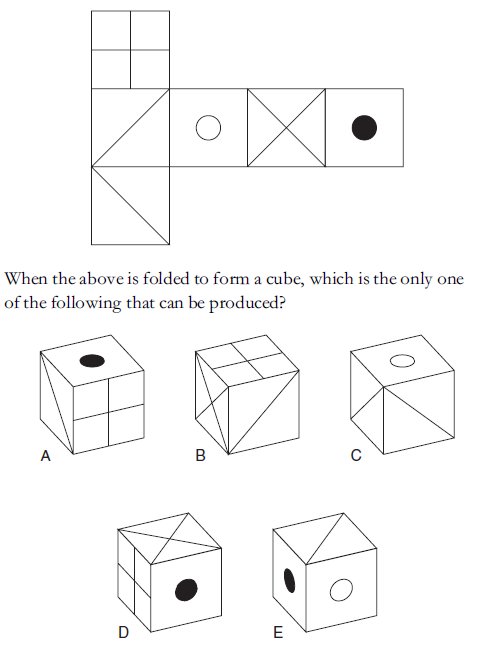 When the above is folded to form a cube, which is the only one
of the following that can be produced?
A
B
C
D
E